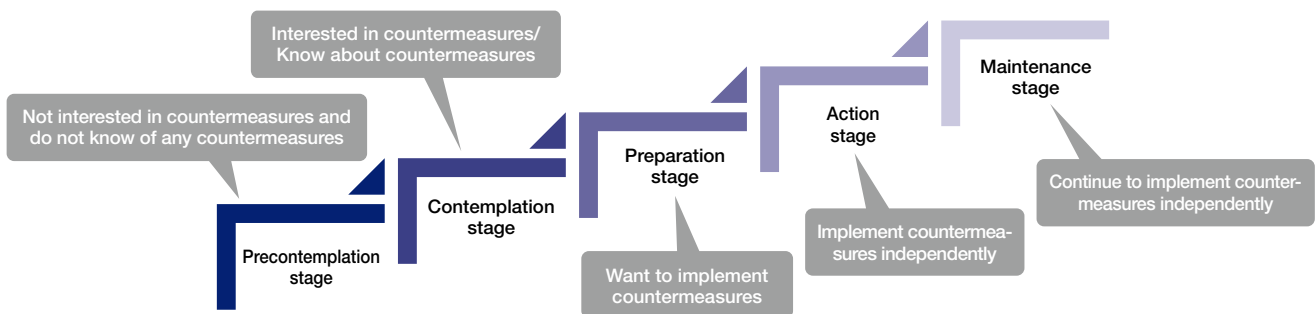 Not interested in countermeasures and
do not know of any countermeasures
Precontemplation
stage
Interested in countermeasures/
Know about countermeasures
Contemplation
stage
Preparation
stage
Want to implement
countermeasures
Action
stage
Implement countermea-
sures independently
Maintenance
stage
Continue to implement counter-
measures independently